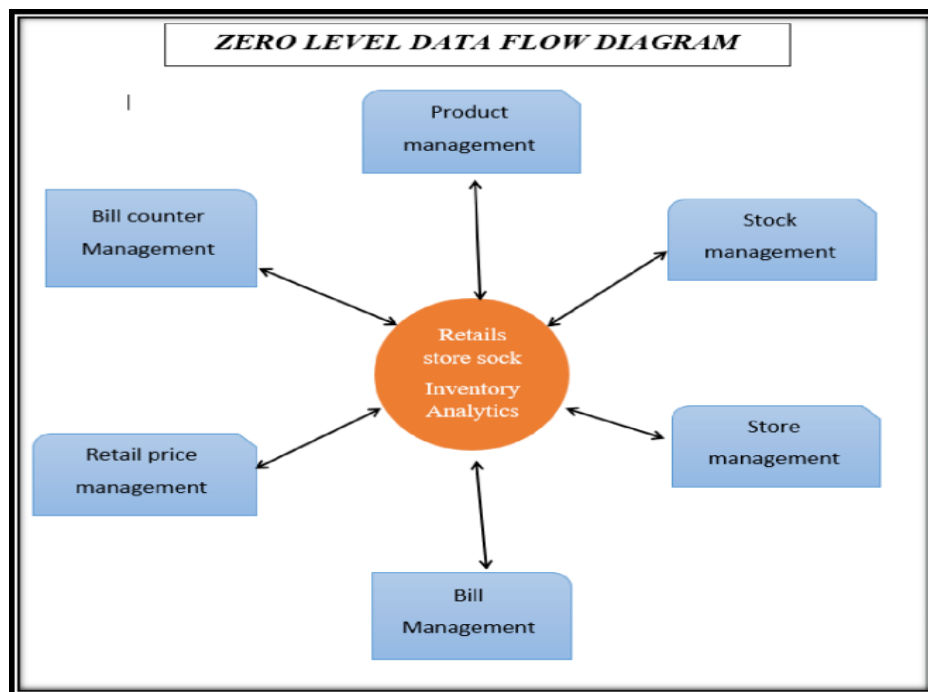 ZERO LEVEL DATA FLOW DIAGRAM
Product
management
Bill counter
Management
Stock
management
Retails
store sock
Inventory
Analytics
Retail price
management
Store
management
Bill
Management